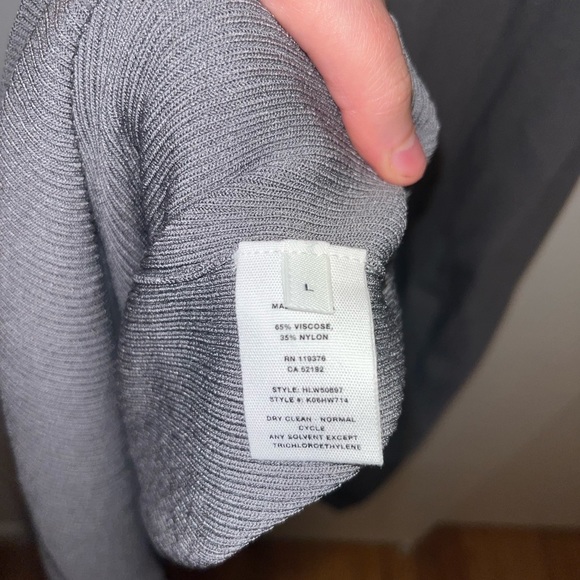 L
MA
65% VISCOSE,
35% NYLON
RN 119376
CA 52192
STYLE: HLW50897
STYLE #: K06HW714
DRY CLEAN - NORMAL
CYCLE
ANY SOLVENT EXCEPT
TRICHLOROETHYLENE